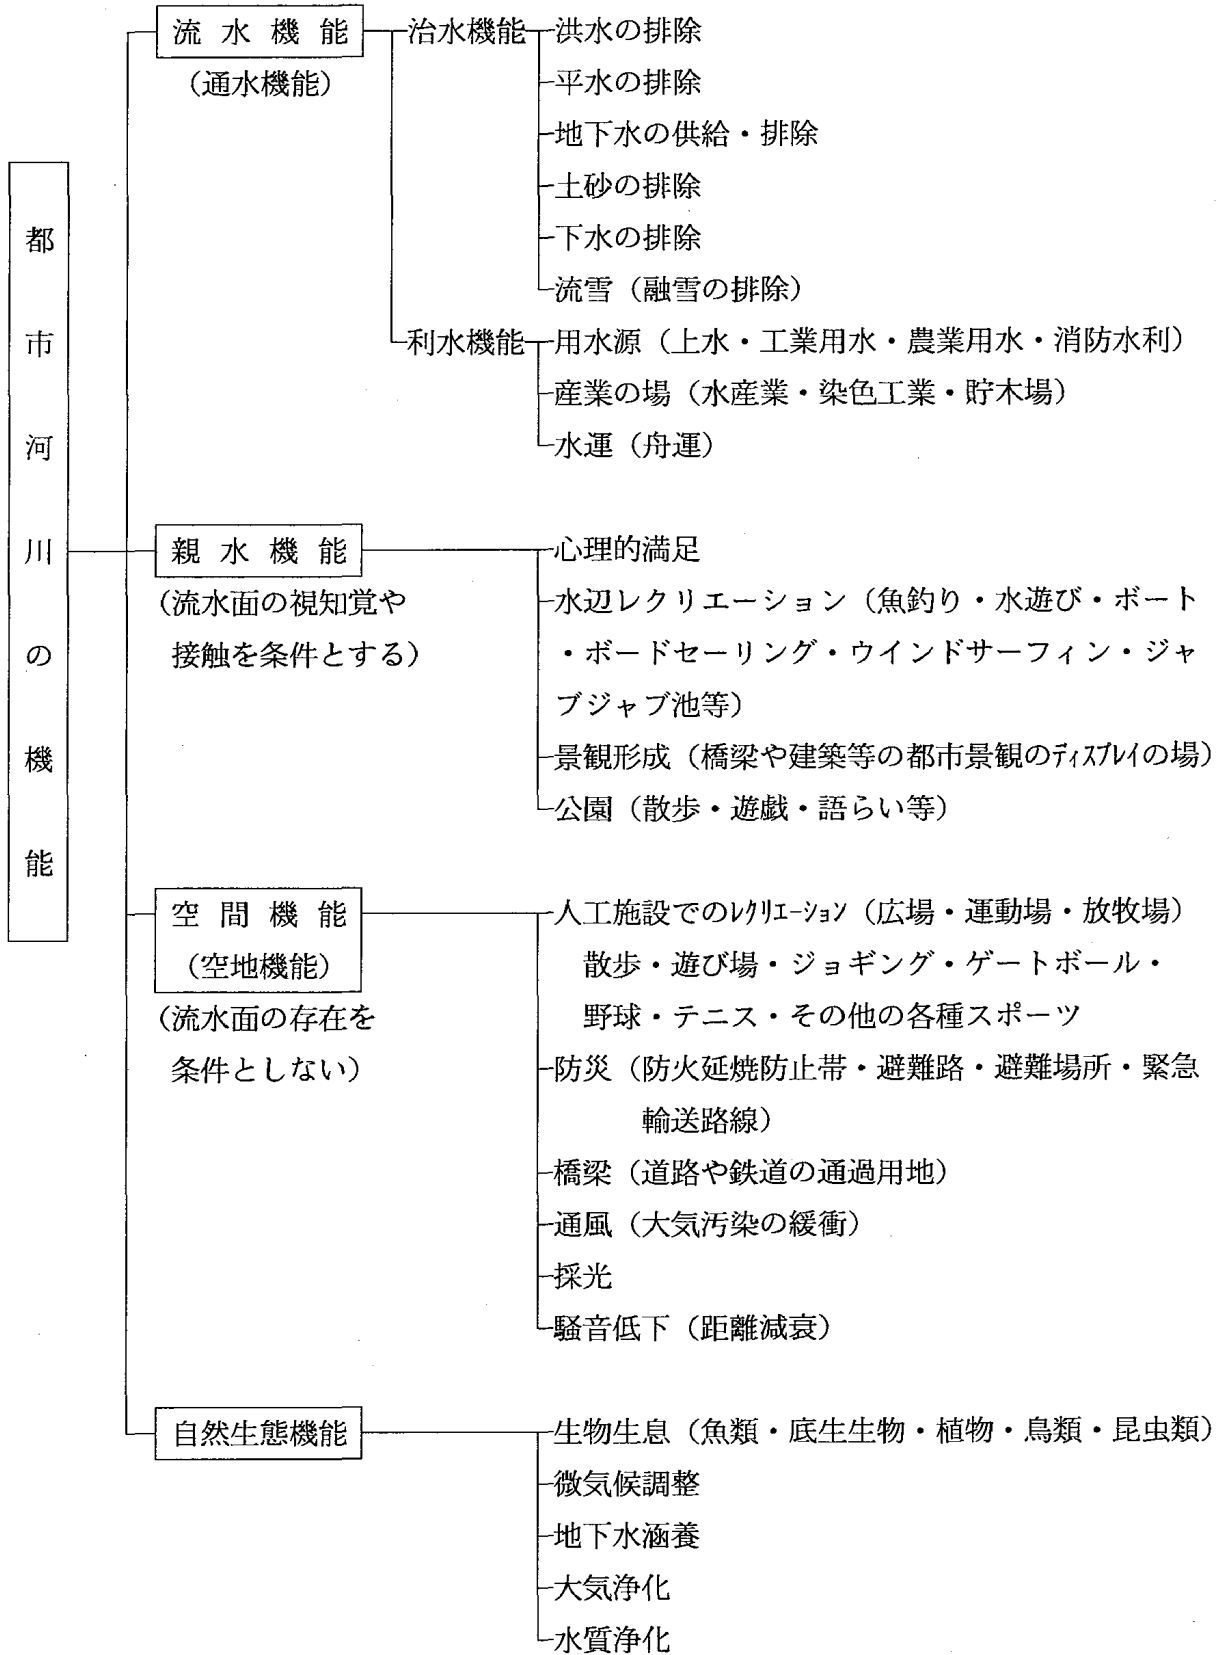 都市河川の機能
流水機能
（通水機能）
治水機能
洪水の排除
平水の排除
地下水の供給・排除
土砂の排除
下水の排除
流雪（融雪の排除）
利水機能
用水源（上水・工業用水・農業用水・消防水利）
産業の場（水産業・染色工業・貯木場）
水運（舟運）
親水機能
（流水面の視知覚や
接触を条件とする）
心理的満足
水辺レクリエーション（魚釣り・水遊び・ボート
・ボードセーリング・ウインドサーフィン・ジャ
ブジャブ池等）
景観形成（橋梁や建築等の都市景観のﾃﾞｨｽﾌﾟﾚｲの場）
公園（散歩・遊戯・語らい等）
空間機能
（空地機能）
（流水面の存在を
条件としない）
人工施設でのﾚｸﾘｴｰｼｮﾝ（広場・運動場・放牧場）
散歩・遊び場・ジョギング・ゲートボール・
野球・テニス・その他の各種スポーツ
防災（防火延焼防止帯・避難路・避難場所・緊急
輸送路線）
橋梁（道路や鉄道の通過用地）
通風（大気汚染の緩衝）
採光
騒音低下（距離減衰）
自然生態機能
生物生息（魚類・底生生物・植物・鳥類・昆虫類）
微気候調整
地下水涵養
大気浄化
水質浄化